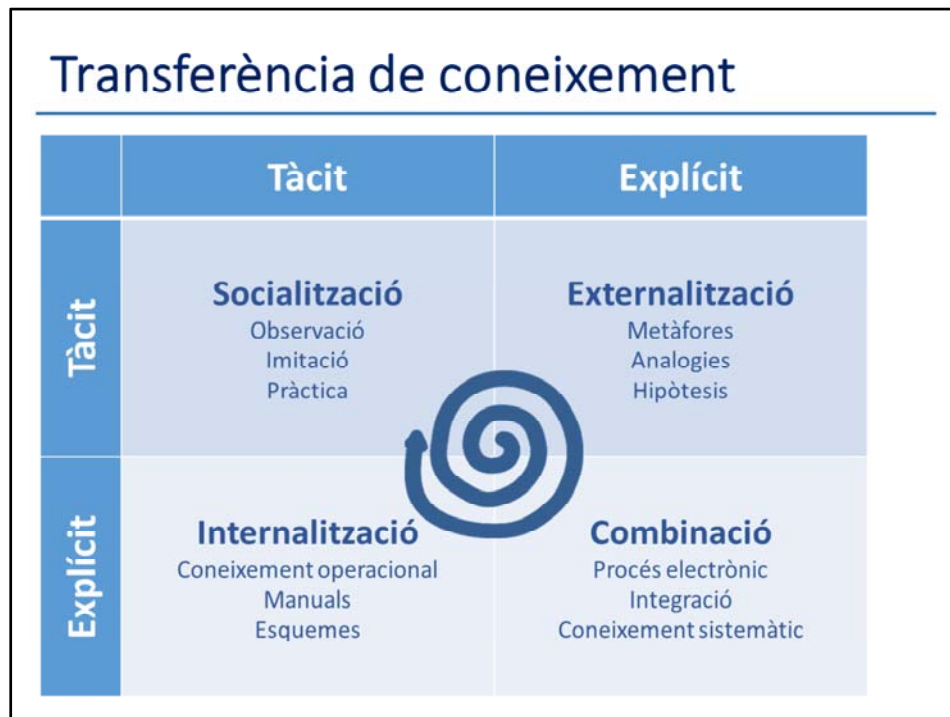 Transferència de coneixement
Tàcit
Explícit
Tàcit
Socialització
Observació
Imitació
Pràctica
Externalització
Metàfores
Analogies
Hipòtesis
Explícit
Internalització
Coneixement operacional
Manuals
Esquemes
Combinació
Procés electrònic
Integració
Coneixement sistemàtic